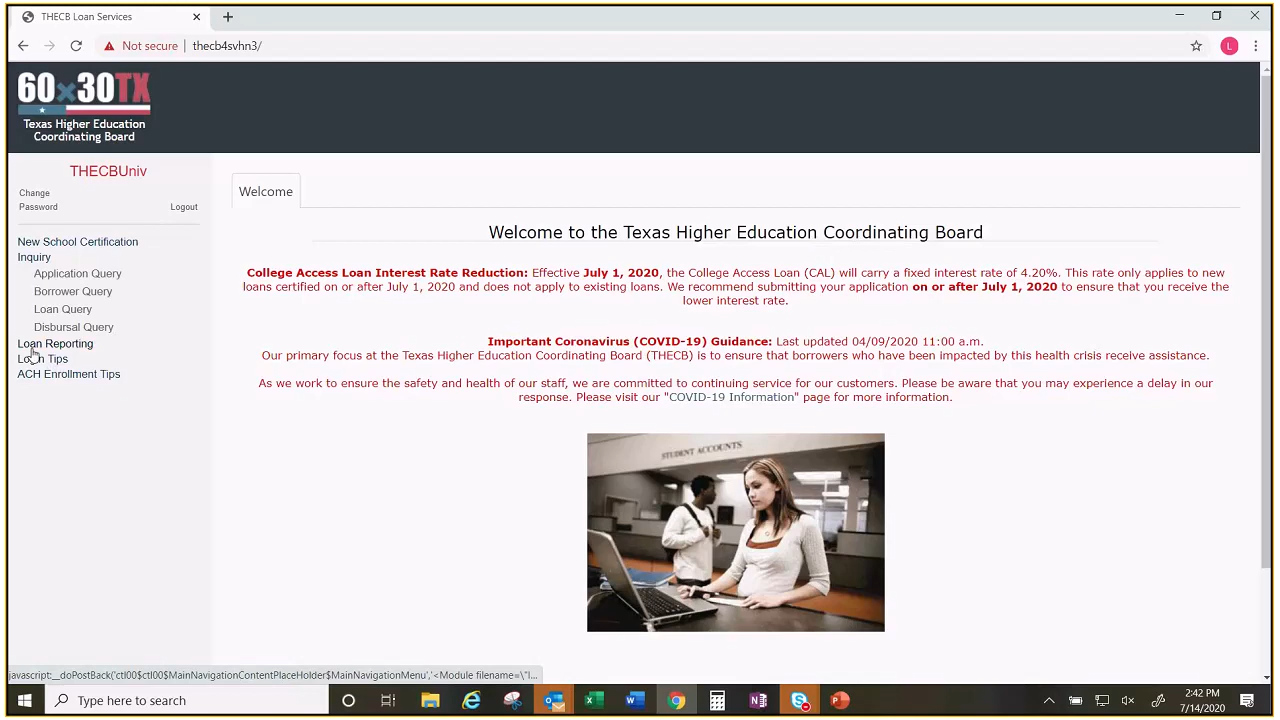 THECB Loan Services
Not secure
thecb4svhn3/
L
60x30TX
Texas Higher Education
Coordinating Board
THECBUniv
Change
Password
Logout
New School Certification
Inquiry
Application Query
Borrower Query
Loan Query
Disbursal Query
Loan Reporting
Loan Tips
ACH Enrollment Tips
Welcome
Welcome to the Texas Higher Education Coordinating Board
College Access Loan Interest Rate Reduction: Effective July 1, 2020, the College Access Loan (CAL) will carry a fixed interest rate of 4.20%. This rate only applies to new
loans certified on or after July 1, 2020 and does not apply to existing loans. We recommend submitting your application on or after July 1, 2020 to ensure that you receive the
lower interest rate.
Important Coronavirus (COVID-19) Guidance: Last updated 04/09/2020 11:00 a.m.
Our primary focus at the Texas Higher Education Coordinating Board (THECB) is to ensure that borrowers who have been impacted by this health crisis receive assistance.
As we work to ensure the safety and health of our staff, we are committed to continuing service for our customers. Please be aware that you may experience a delay in our
response. Please visit our "COVID-19 Information" page for more information.
STUDENT ACCOUNTS
javascript:__doPostBack('ctl00$ctl00$MainNavigationContentPlaceHolder$MainNavigationMenu','<Module filename=\"l...
Type here to search
2:42 PM
7/14/2020